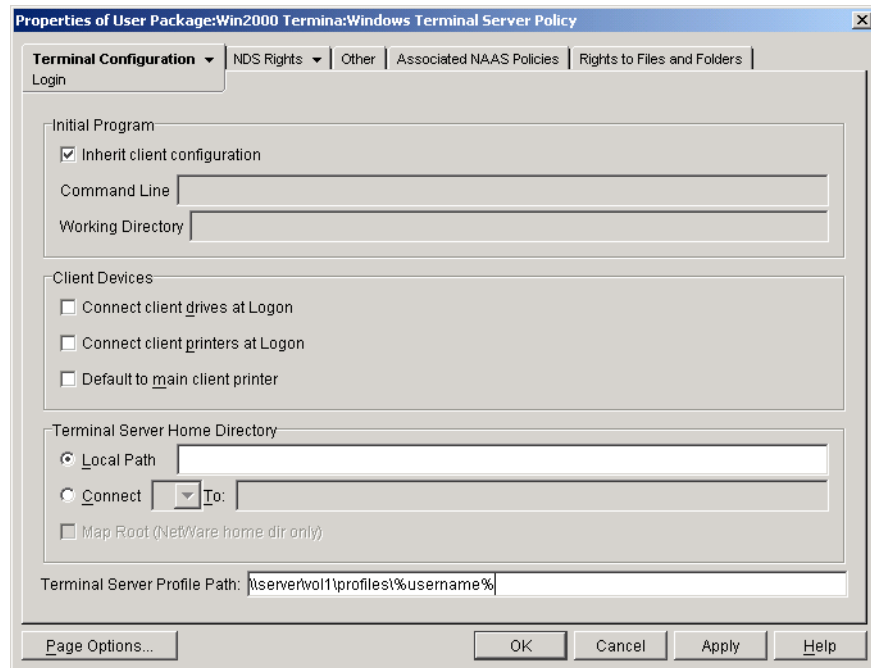 Properties of User Package:Win2000 Termina:Windows Terminal Server Policy
Terminal Configuration NDS Rights Other Associated NAAS Policies Rights to Files and Folders
Login
Initial Program
Inherit client configuration
Command Line
Working Directory
Client Devices
Connect client drives at Logon
Connect client printers at Logon
Default to main client printer
Terminal Server Home Directory
Local Path
Connect To:
Map Root (NetWare home dir only)
Terminal Server Profile Path: \\server\vol1\profiles\%username%
Page Options... OK Cancel Apply Help